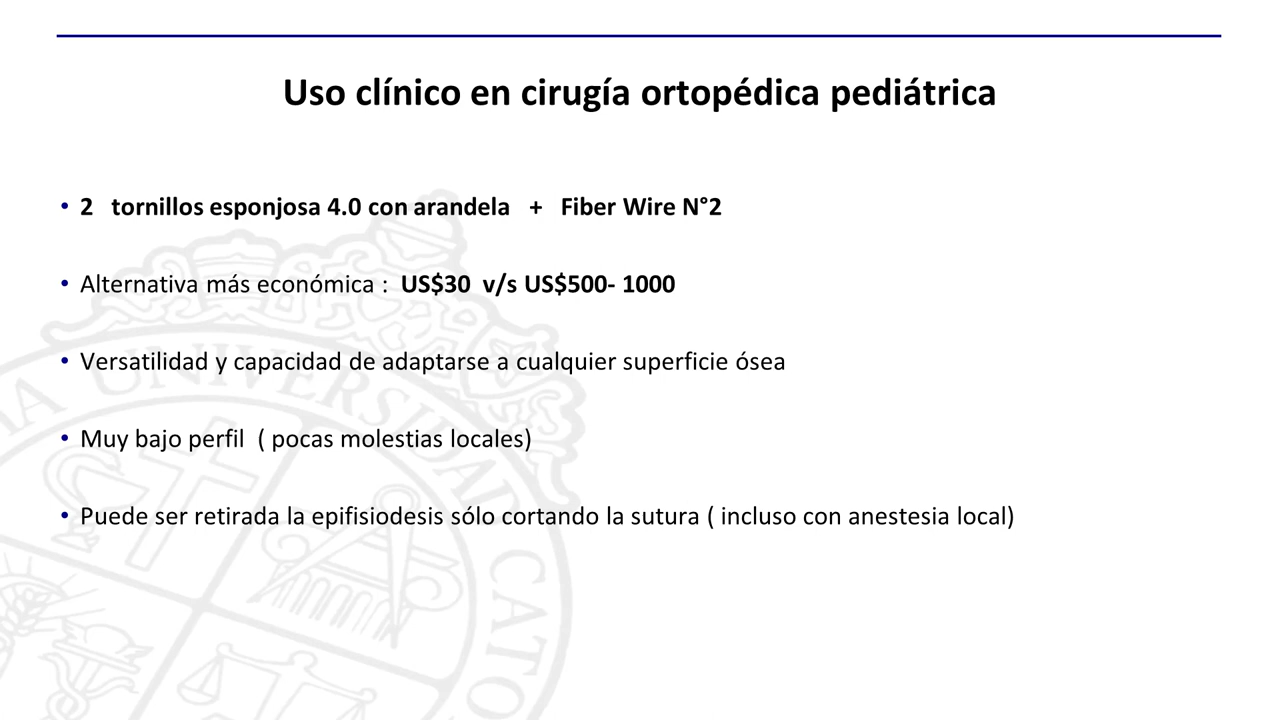 Uso clínico en cirugía ortopédica pediátrica
• 2 tornillos esponjosa 4.0 con arandela + Fiber Wire N°2
• Alternativa más económica : US$30 v/s US$500- 1000
• Versatilidad y capacidad de adaptarse a cualquier superficie ósea
• Muy bajo perfil ( pocas molestias locales)
• Puede ser retirada la epifisiodesis sólo cortando la sutura ( incluso con anestesia local)
UNIVERSITAS CATO